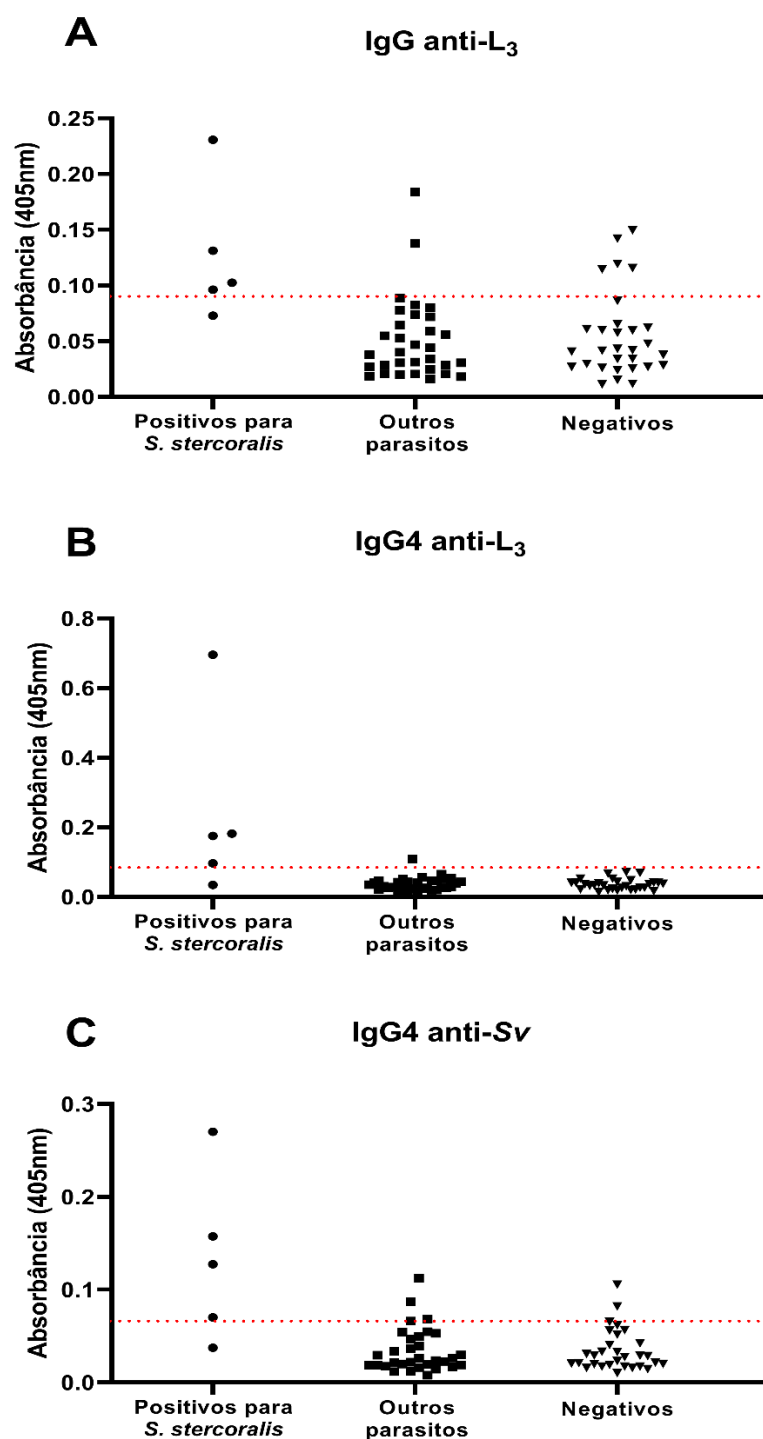 A
IgG anti-L₃
Absorbância (405nm)
0.25
0.20
0.15
0.10
0.05
0.00
Positivos para
S. stercoralis
Outros
parasitos
Negativos
B
IgG4 anti-L₃
Absorbância (405nm)
0.8
0.6
0.4
0.2
0.0
Positivos para
S. stercoralis
Outros
parasitos
Negativos
C
IgG4 anti-Sv
Absorbância (405nm)
0.3
0.2
0.1
0.0
Positivos para
S. stercoralis
Outros
parasitos
Negativos